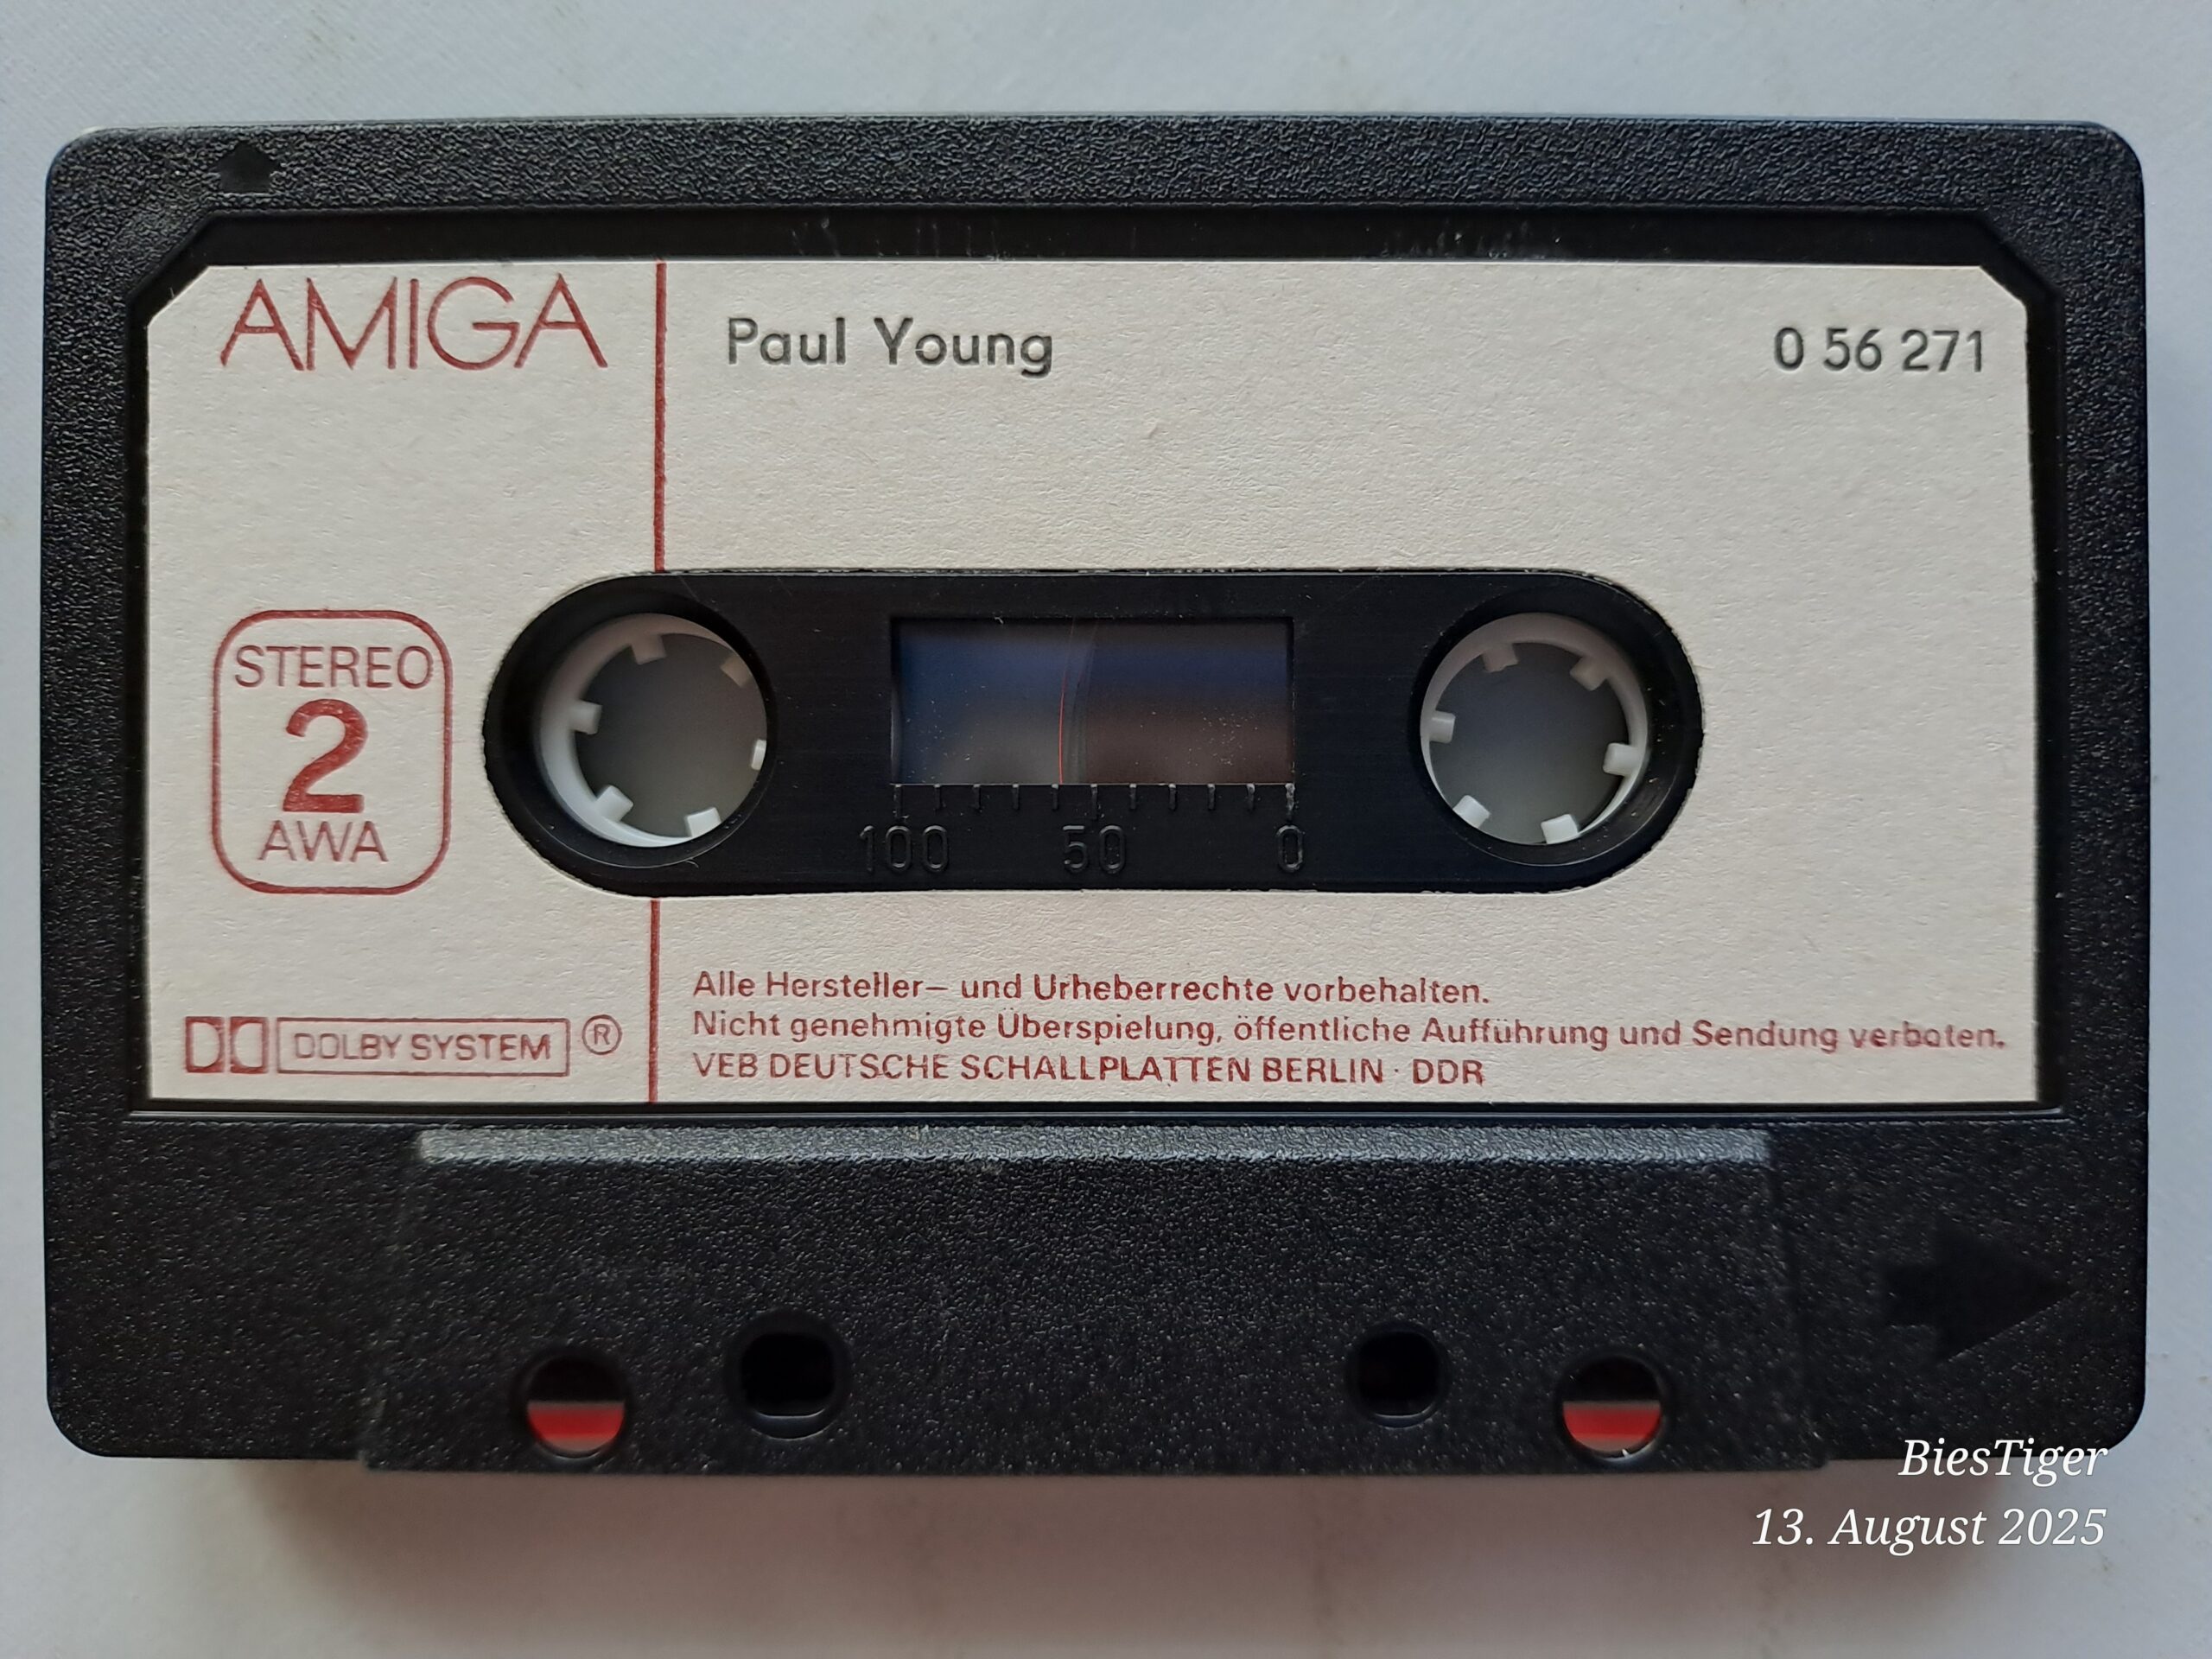 AMIGA
Paul Young
0 56 271
STEREO
2
AWA
100 50 0
DOLBY SYSTEM ®
Alle Hersteller– und Urheberrechte vorbehalten.
Nicht genehmigte Überspielung, öffentliche Aufführung und Sendung verboten.
VEB DEUTSCHE SCHALLPLATTEN BERLIN · DDR
BiesTiger
13. August 2025